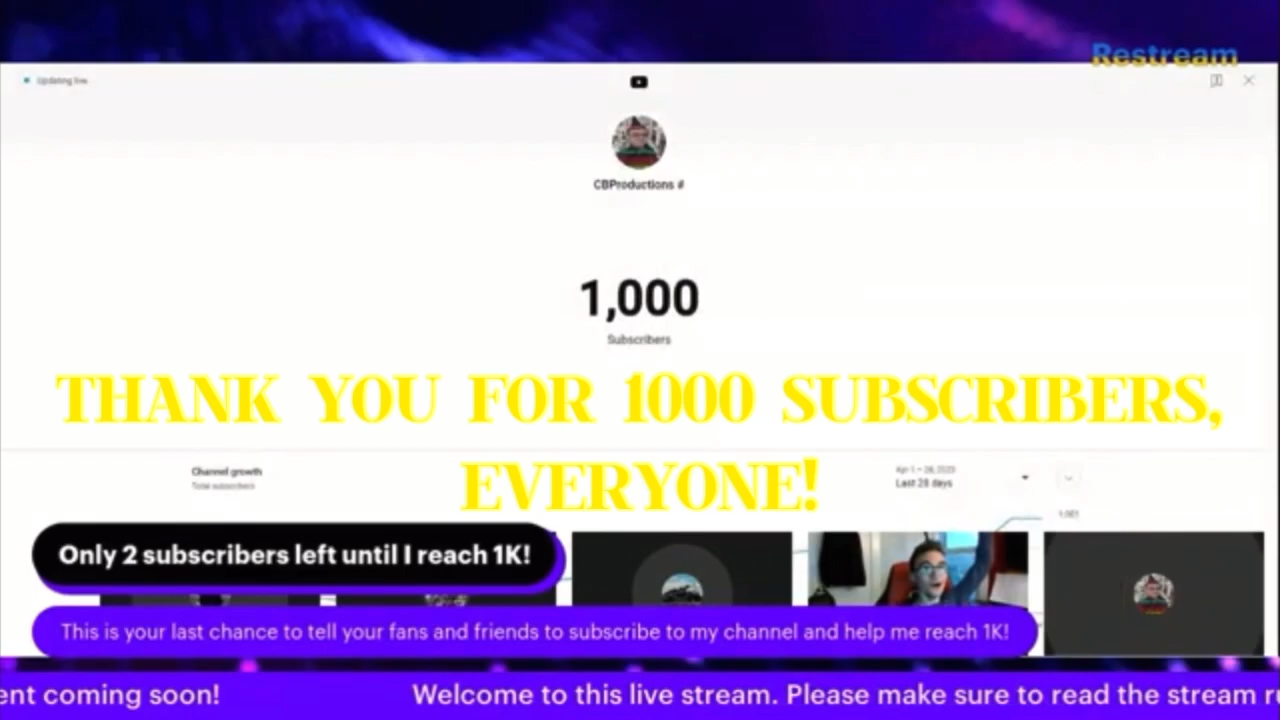 Restream
Updating live
CBProductions #
1,000
Subscribers
THANK YOU FOR 1000 SUBSCRIBERS,
EVERYONE!
Channel growth
Total subscribers
Last 28 days
1,001
Only 2 subscribers left until I reach 1K!
This is your last chance to tell your fans and friends to subscribe to my channel and help me reach 1K!
ent coming soon! Welcome to this live stream. Please make sure to read the stream ru